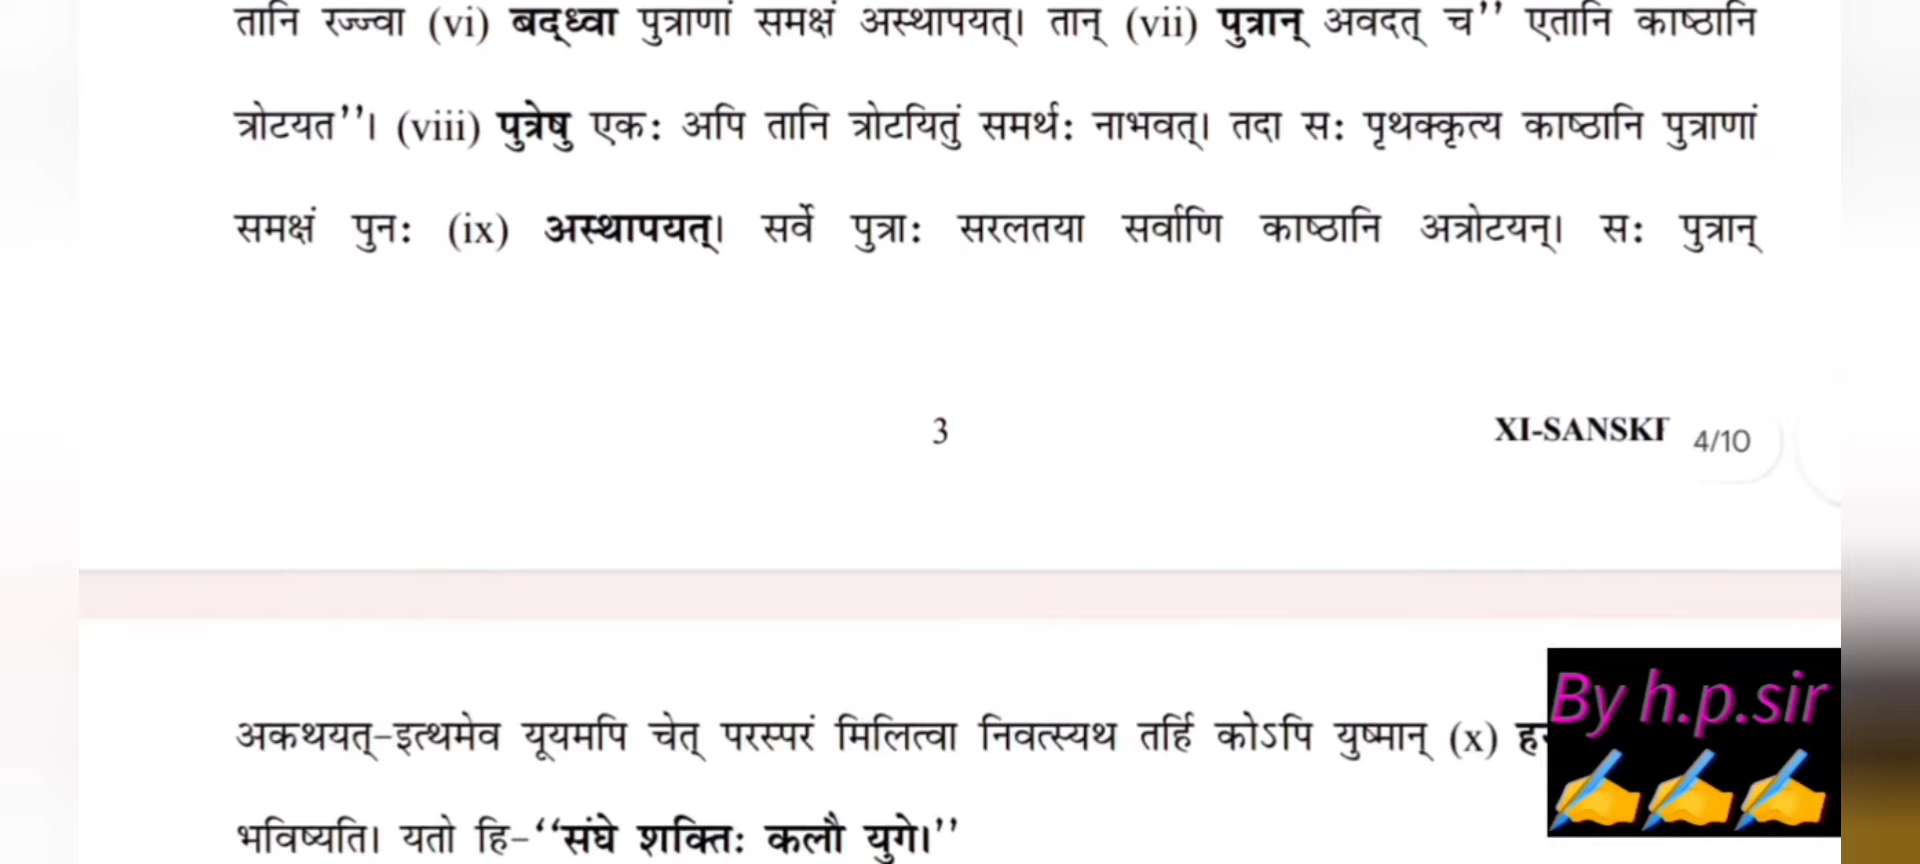 तानि रज्ज्वा (vi) बद्ध्वा पुत्राणां समक्षं अस्थापयत्। तान् (vii) पुत्रान् अवदत् च’’ एतानि काष्ठानि
त्रोटयत’’। (viii) पुत्रेषु एकः अपि तानि त्रोटयितुं समर्थः नाभवत्। तदा सः पृथक्कृत्य काष्ठानि पुत्राणां
समक्षं पुनः (ix) अस्थापयत्। सर्वे पुत्राः सरलतया सर्वाणि काष्ठानि अत्रोटयन्। सः पुत्रान्
3
XI-SANSKI 4/10
अकथयत्-इत्थमेव यूयमपि चेत् परस्परं मिलित्वा निवत्स्यथ तर्हि कोऽपि युष्मान् (x)
By h.p.sir
भविष्यति। यतो हि-‘‘संघे शक्तिः कलौ युगे।’’